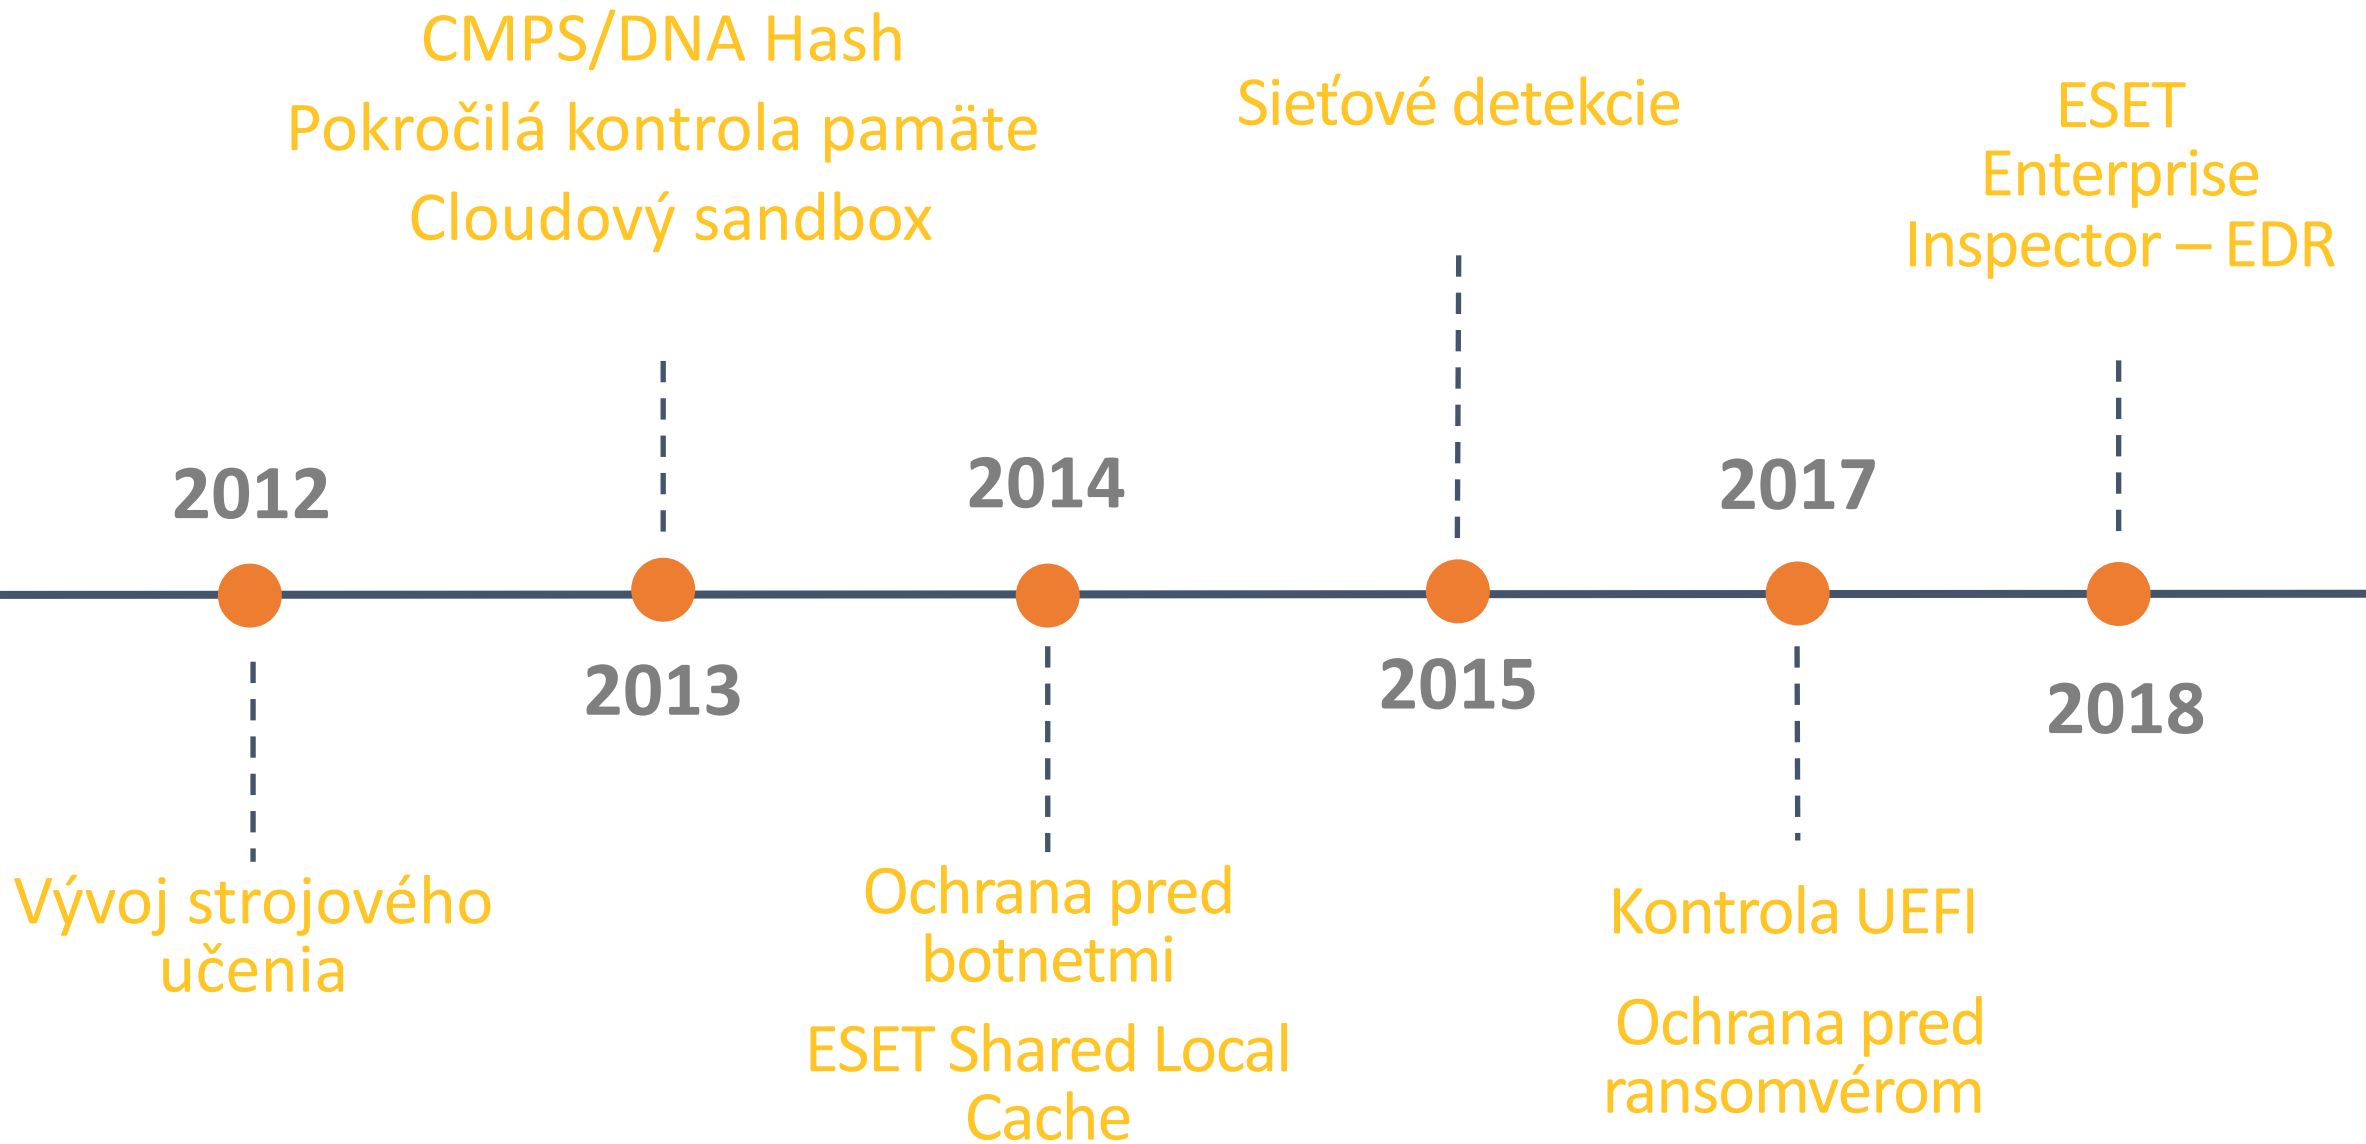 CMPS/DNA Hash
Pokročilá kontrola pamäte
Cloudový sandbox
Sieťové detekcie
ESET
Enterprise
Inspector – EDR
2012
2014
2017
2013
2015
2018
Vývoj strojového
učenia
Ochrana pred
botnetmi
ESET Shared Local
Cache
Kontrola UEFI
Ochrana pred
ransomvérom